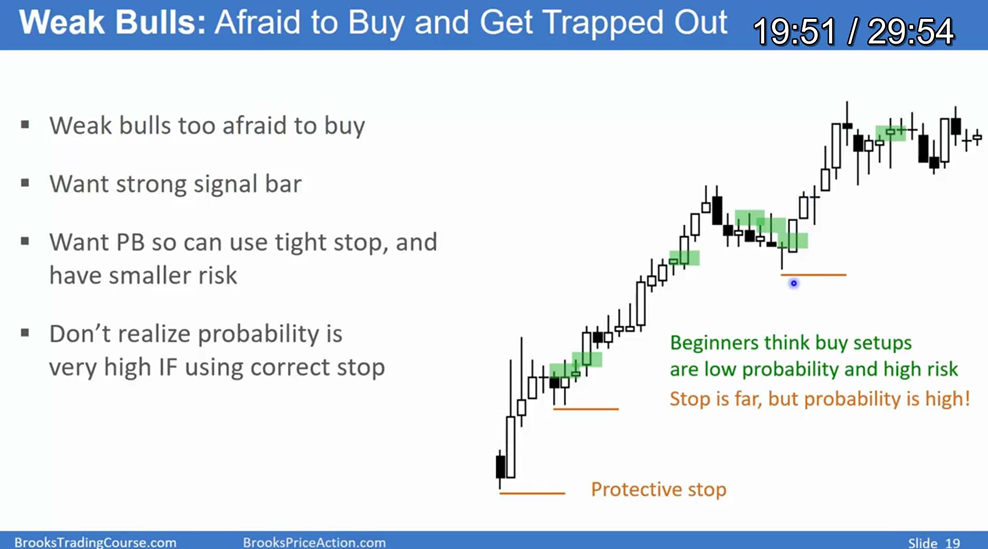 Weak Bulls: Afraid to Buy and Get Trapped Out
19:51 / 29:54
Weak bulls too afraid to buy
Want strong signal bar
Want PB so can use tight stop, and
have smaller risk
Don't realize probability is
very high IF using correct stop
Beginners think buy setups
are low probability and high risk
Stop is far, but probability is high!
Protective stop
BrooksTradingCourse.com
BrooksPriceAction.com
Slide 19